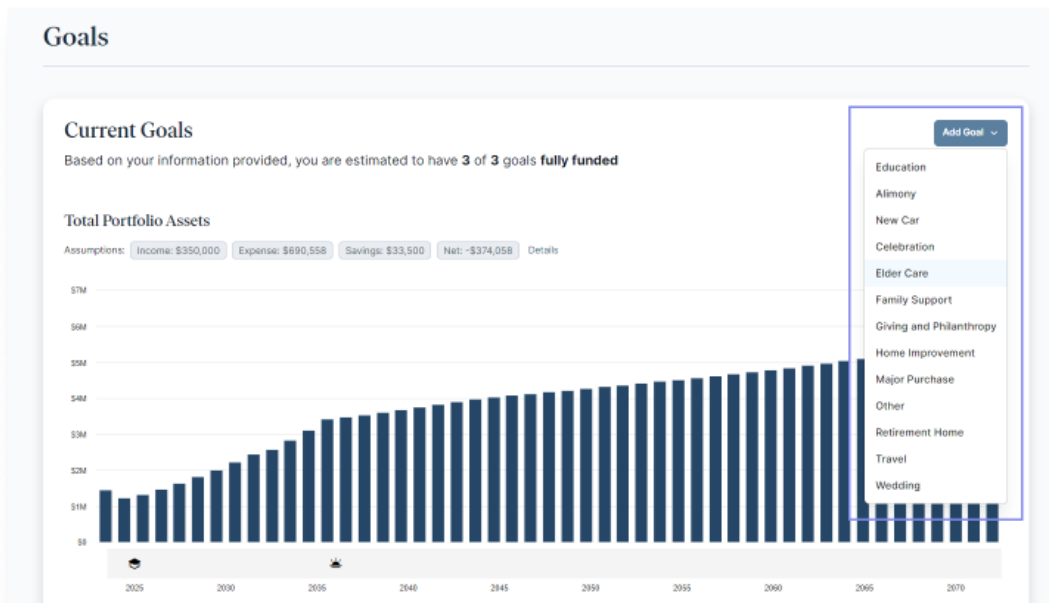 Goals
Current Goals
Add Goal
Based on your information provided, you are estimated to have 3 of 3 goals fully funded
Education
Alimony
New Car
Celebration
Elder Care
Family Support
Giving and Philanthropy
Home Improvement
Major Purchase
Other
Retirement Home
Travel
Wedding
Total Portfolio Assets
Assumptions: Income: $350,000 Expense: $690,558 Savings: $33,500 Net: -$374,058 Details
$7M
$6M
$5M
$4M
$3M
$2M
$1M
$0
2025 2030 2035 2040 2045 2050 2055 2060 2065 2070